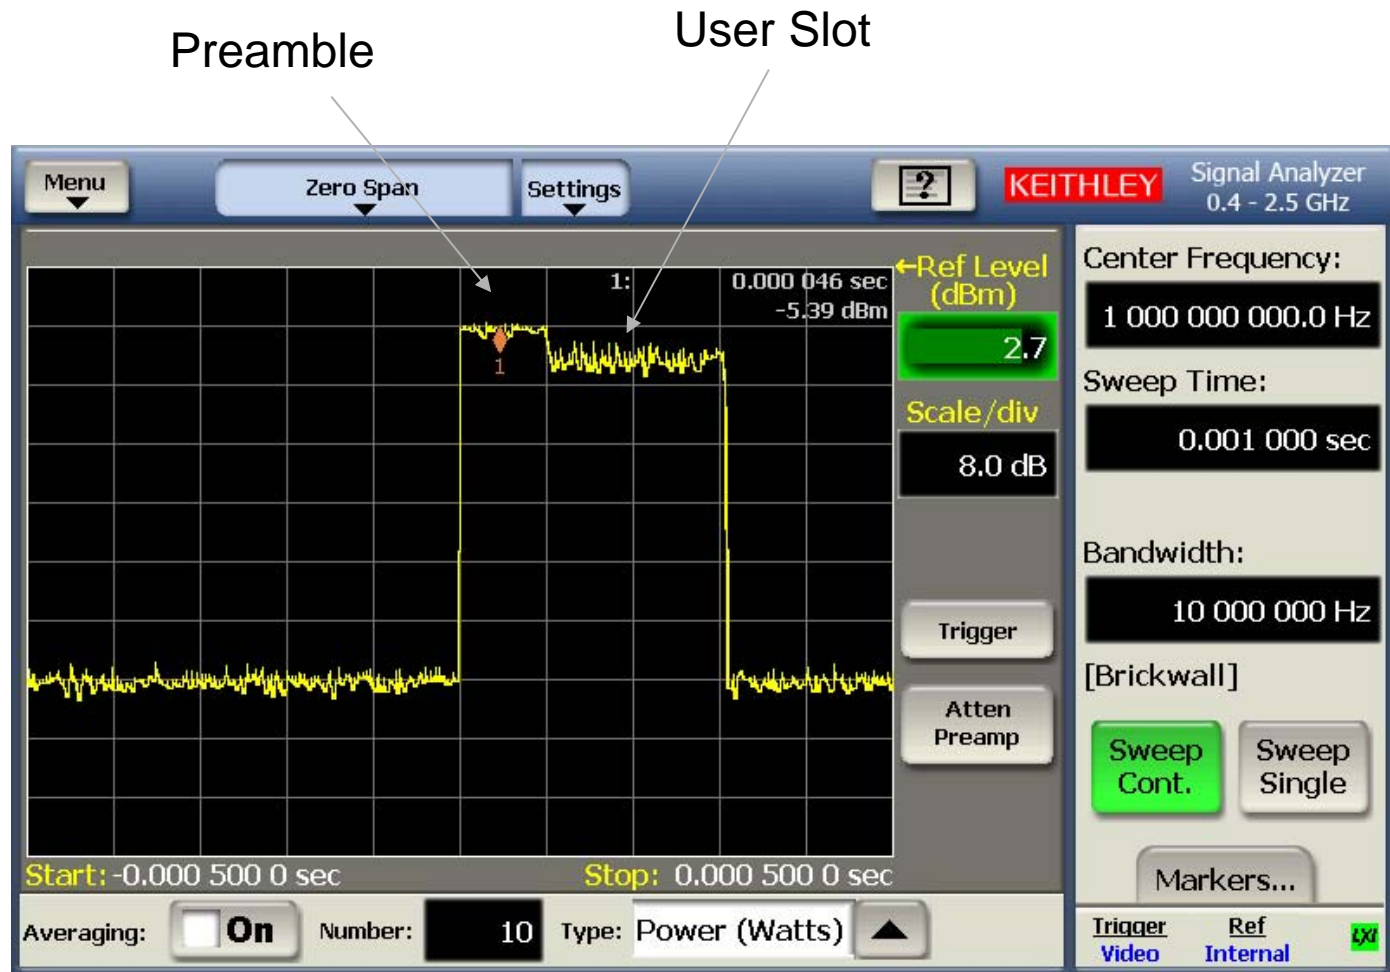 Preamble
User Slot
Menu
Zero Span
Settings
?
KEITHLEY
Signal Analyzer
0.4 - 2.5 GHz
1:
0.000 046 sec
-5.39 dBm
1
←Ref Level
(dBm)
2.7
Scale/div
8.0 dB
Trigger
Atten
Preamp
Start: -0.000 500 0 sec
Stop: 0.000 500 0 sec
Averaging:
On
Number:
10
Type:
Power (Watts)
Center Frequency:
1 000 000 000.0 Hz
Sweep Time:
0.001 000 sec
Bandwidth:
10 000 000 Hz
[Brickwall]
Sweep
Cont.
Sweep
Single
Markers...
Trigger
Video
Ref
Internal
LXI